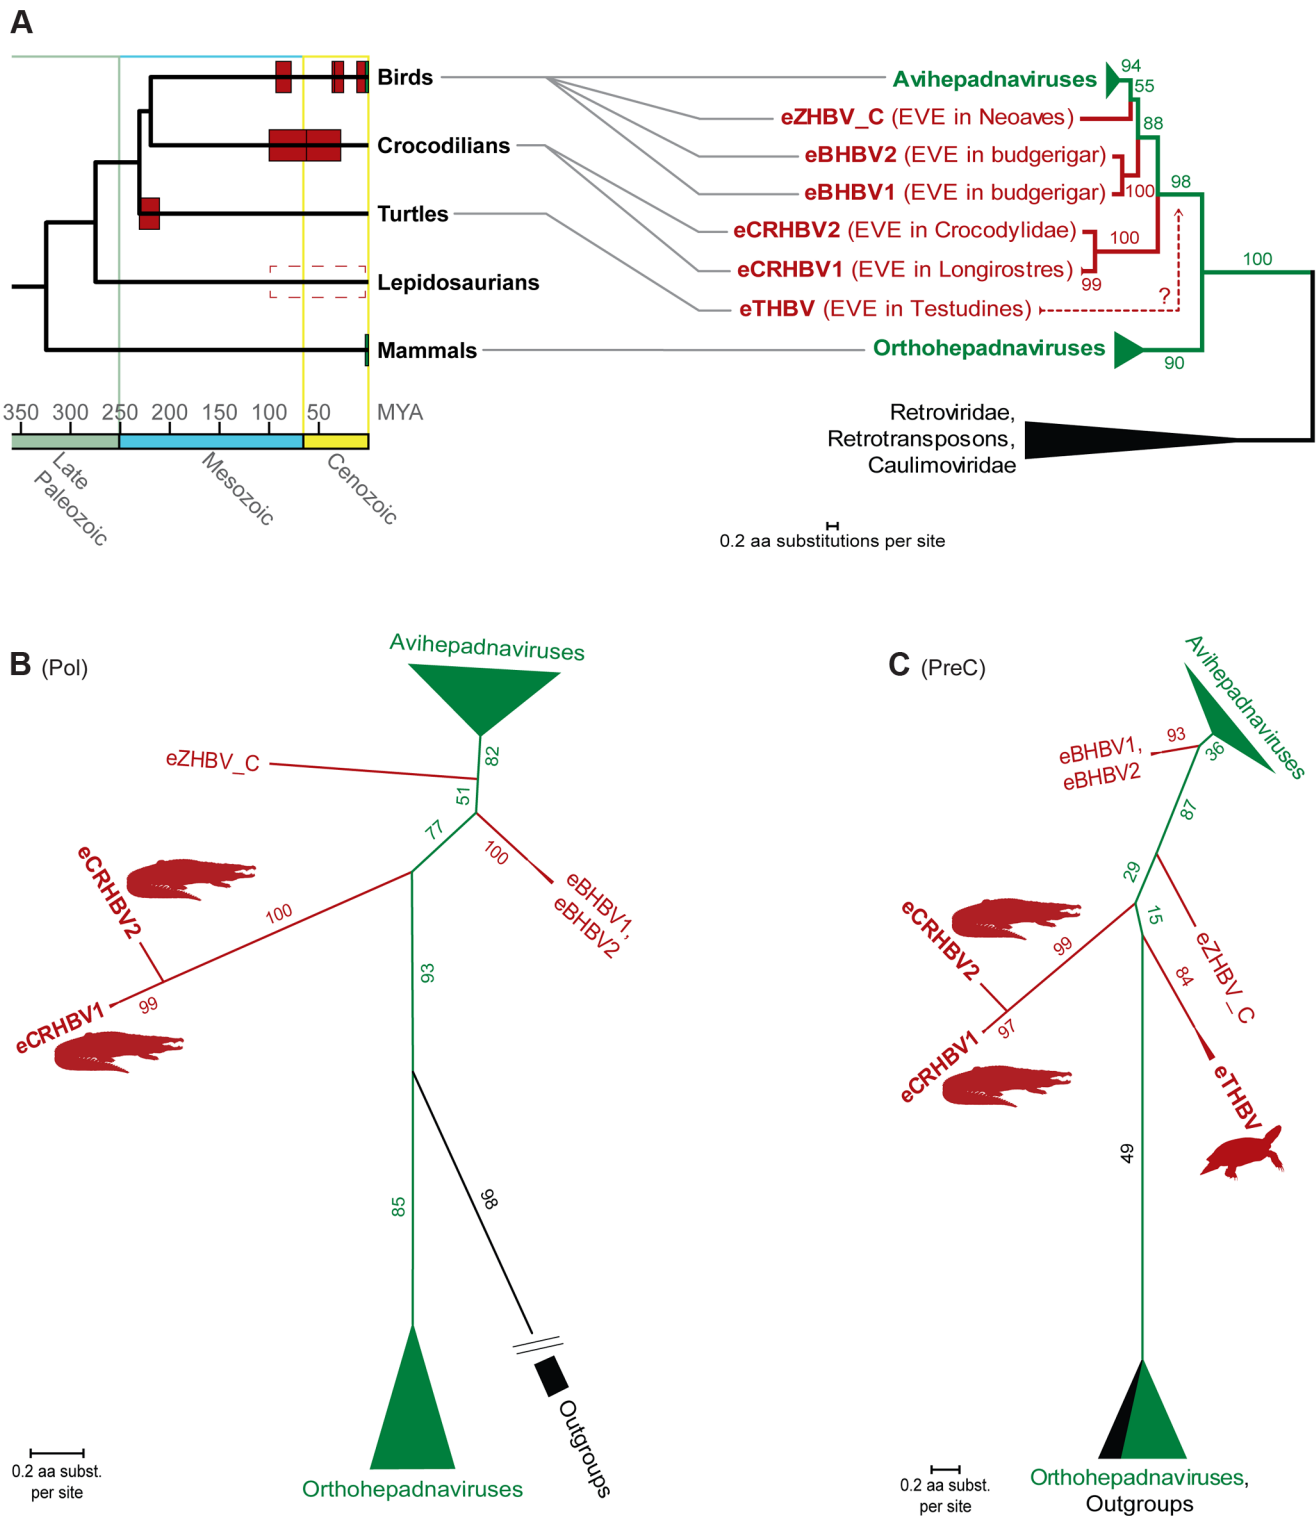 A
Birds
Crocodilians
Turtles
Lepidosaurians
Mammals
350 300 250 200 150 100 50 MYA
Late
Paleozoic
Mesozoic
Cenozoic
Avihepadnaviruses
eZHBV_C (EVE in Neoaves)
eBHBV2 (EVE in budgerigar)
eBHBV1 (EVE in budgerigar)
eCRHBV2 (EVE in Crocodylidae)
eCRHBV1 (EVE in Longirostres)
eTHBV (EVE in Testudines)
Orthohepadnaviruses
94
55
88
100
98
100
99
?
100
90
Retroviridae,
Retrotransposons,
Caulimoviridae
0.2 aa substitutions per site
B (Pol)
Avihepadnaviruses
82
eZHBV_C
51
77
100
eBHBV1,
eBHBV2
eCRHBV2
100
99
eCRHBV1
93
85
98
Outgroups
Orthohepadnaviruses
0.2 aa subst.
per site
C (PreC)
Avihepadnaviruses
93
36
eBHBV1,
eBHBV2
87
29
15
eZHBV_C
eCRHBV2
99
97
eCRHBV1
84
eTHBV
49
Orthohepadnaviruses,
Outgroups
0.2 aa subst.
per site